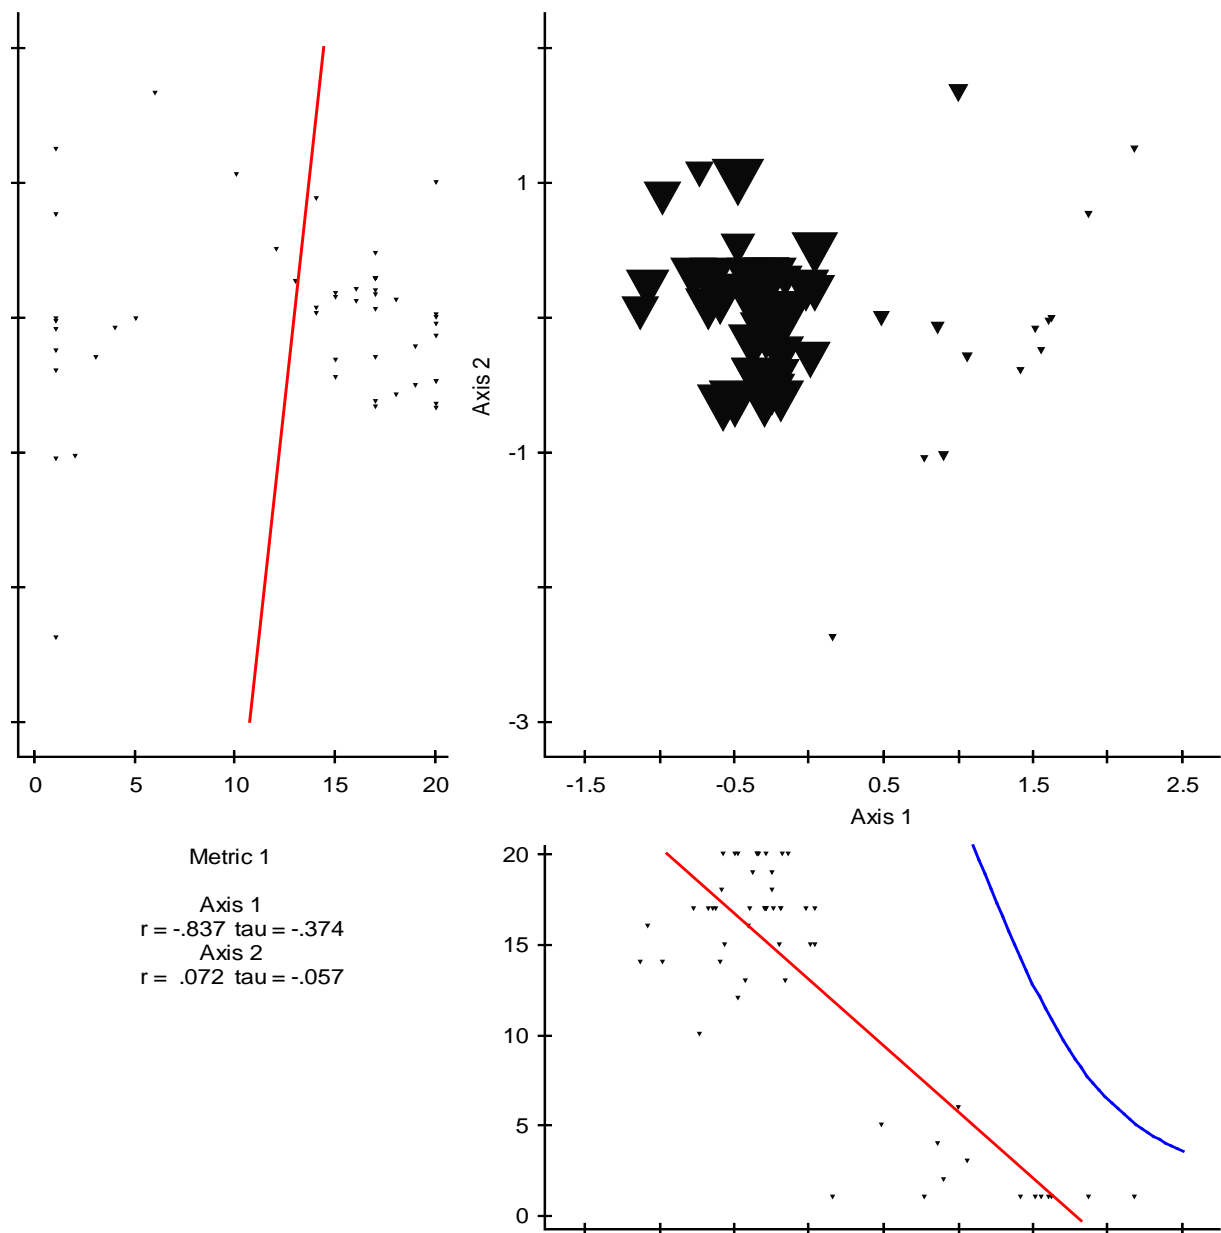 1
Axis 2
-1
-3
0 5 10 15 20
-1.5 -0.5 0.5 1.5 2.5
Axis 1
Metric 1
Axis 1
r = -.837 tau = -.374
Axis 2
r = .072 tau = -.057
20
15
10
5
0